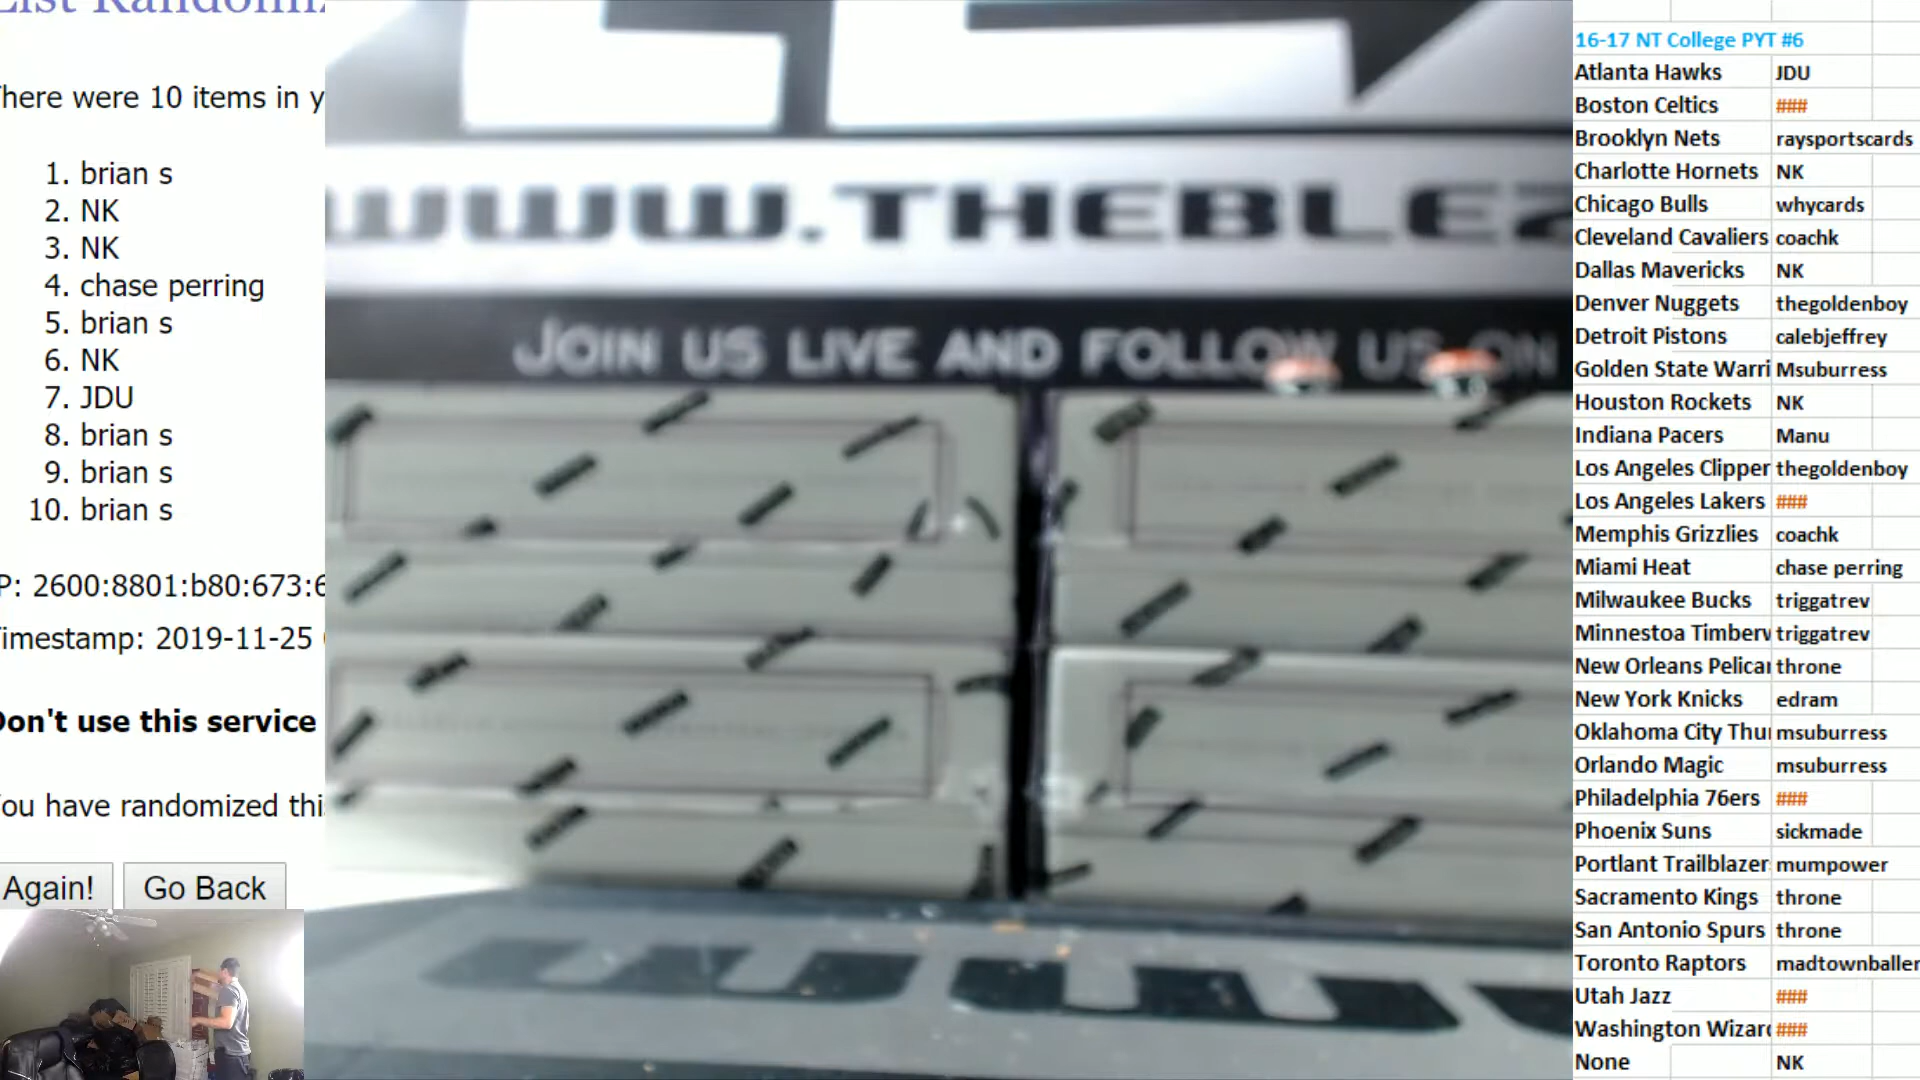 List Randomiz
here were 10 items in y
1. brian s
2. NK
3. NK
4. chase perring
5. brian s
6. NK
7. JDU
8. brian s
9. brian s
10. brian s
P: 2600:8801:b80:673:6
imestamp: 2019-11-25
Don't use this service
ou have randomized thi
Again! Go Back
WWW.THEBLEZ
JOIN US LIVE AND FOLLOW US ON
16-17 NT College PYT #6
Atlanta Hawks JDU
Boston Celtics ###
Brooklyn Nets raysportscards
Charlotte Hornets NK
Chicago Bulls whycards
Cleveland Cavaliers coachk
Dallas Mavericks NK
Denver Nuggets thegoldenboy
Detroit Pistons calebjeffrey
Golden State Warri Msuburress
Houston Rockets NK
Indiana Pacers Manu
Los Angeles Clipper thegoldenboy
Los Angeles Lakers ###
Memphis Grizzlies coachk
Miami Heat chase perring
Milwaukee Bucks triggatrev
Minnestoa Timberv triggatrev
New Orleans Pelica throne
New York Knicks edram
Oklahoma City Thu msuburress
Orlando Magic msuburress
Philadelphia 76ers ###
Phoenix Suns sickmade
Portlant Trailblazer mumpower
Sacramento Kings throne
San Antonio Spurs throne
Toronto Raptors madtownballer
Utah Jazz ###
Washington Wizard ###
None NK